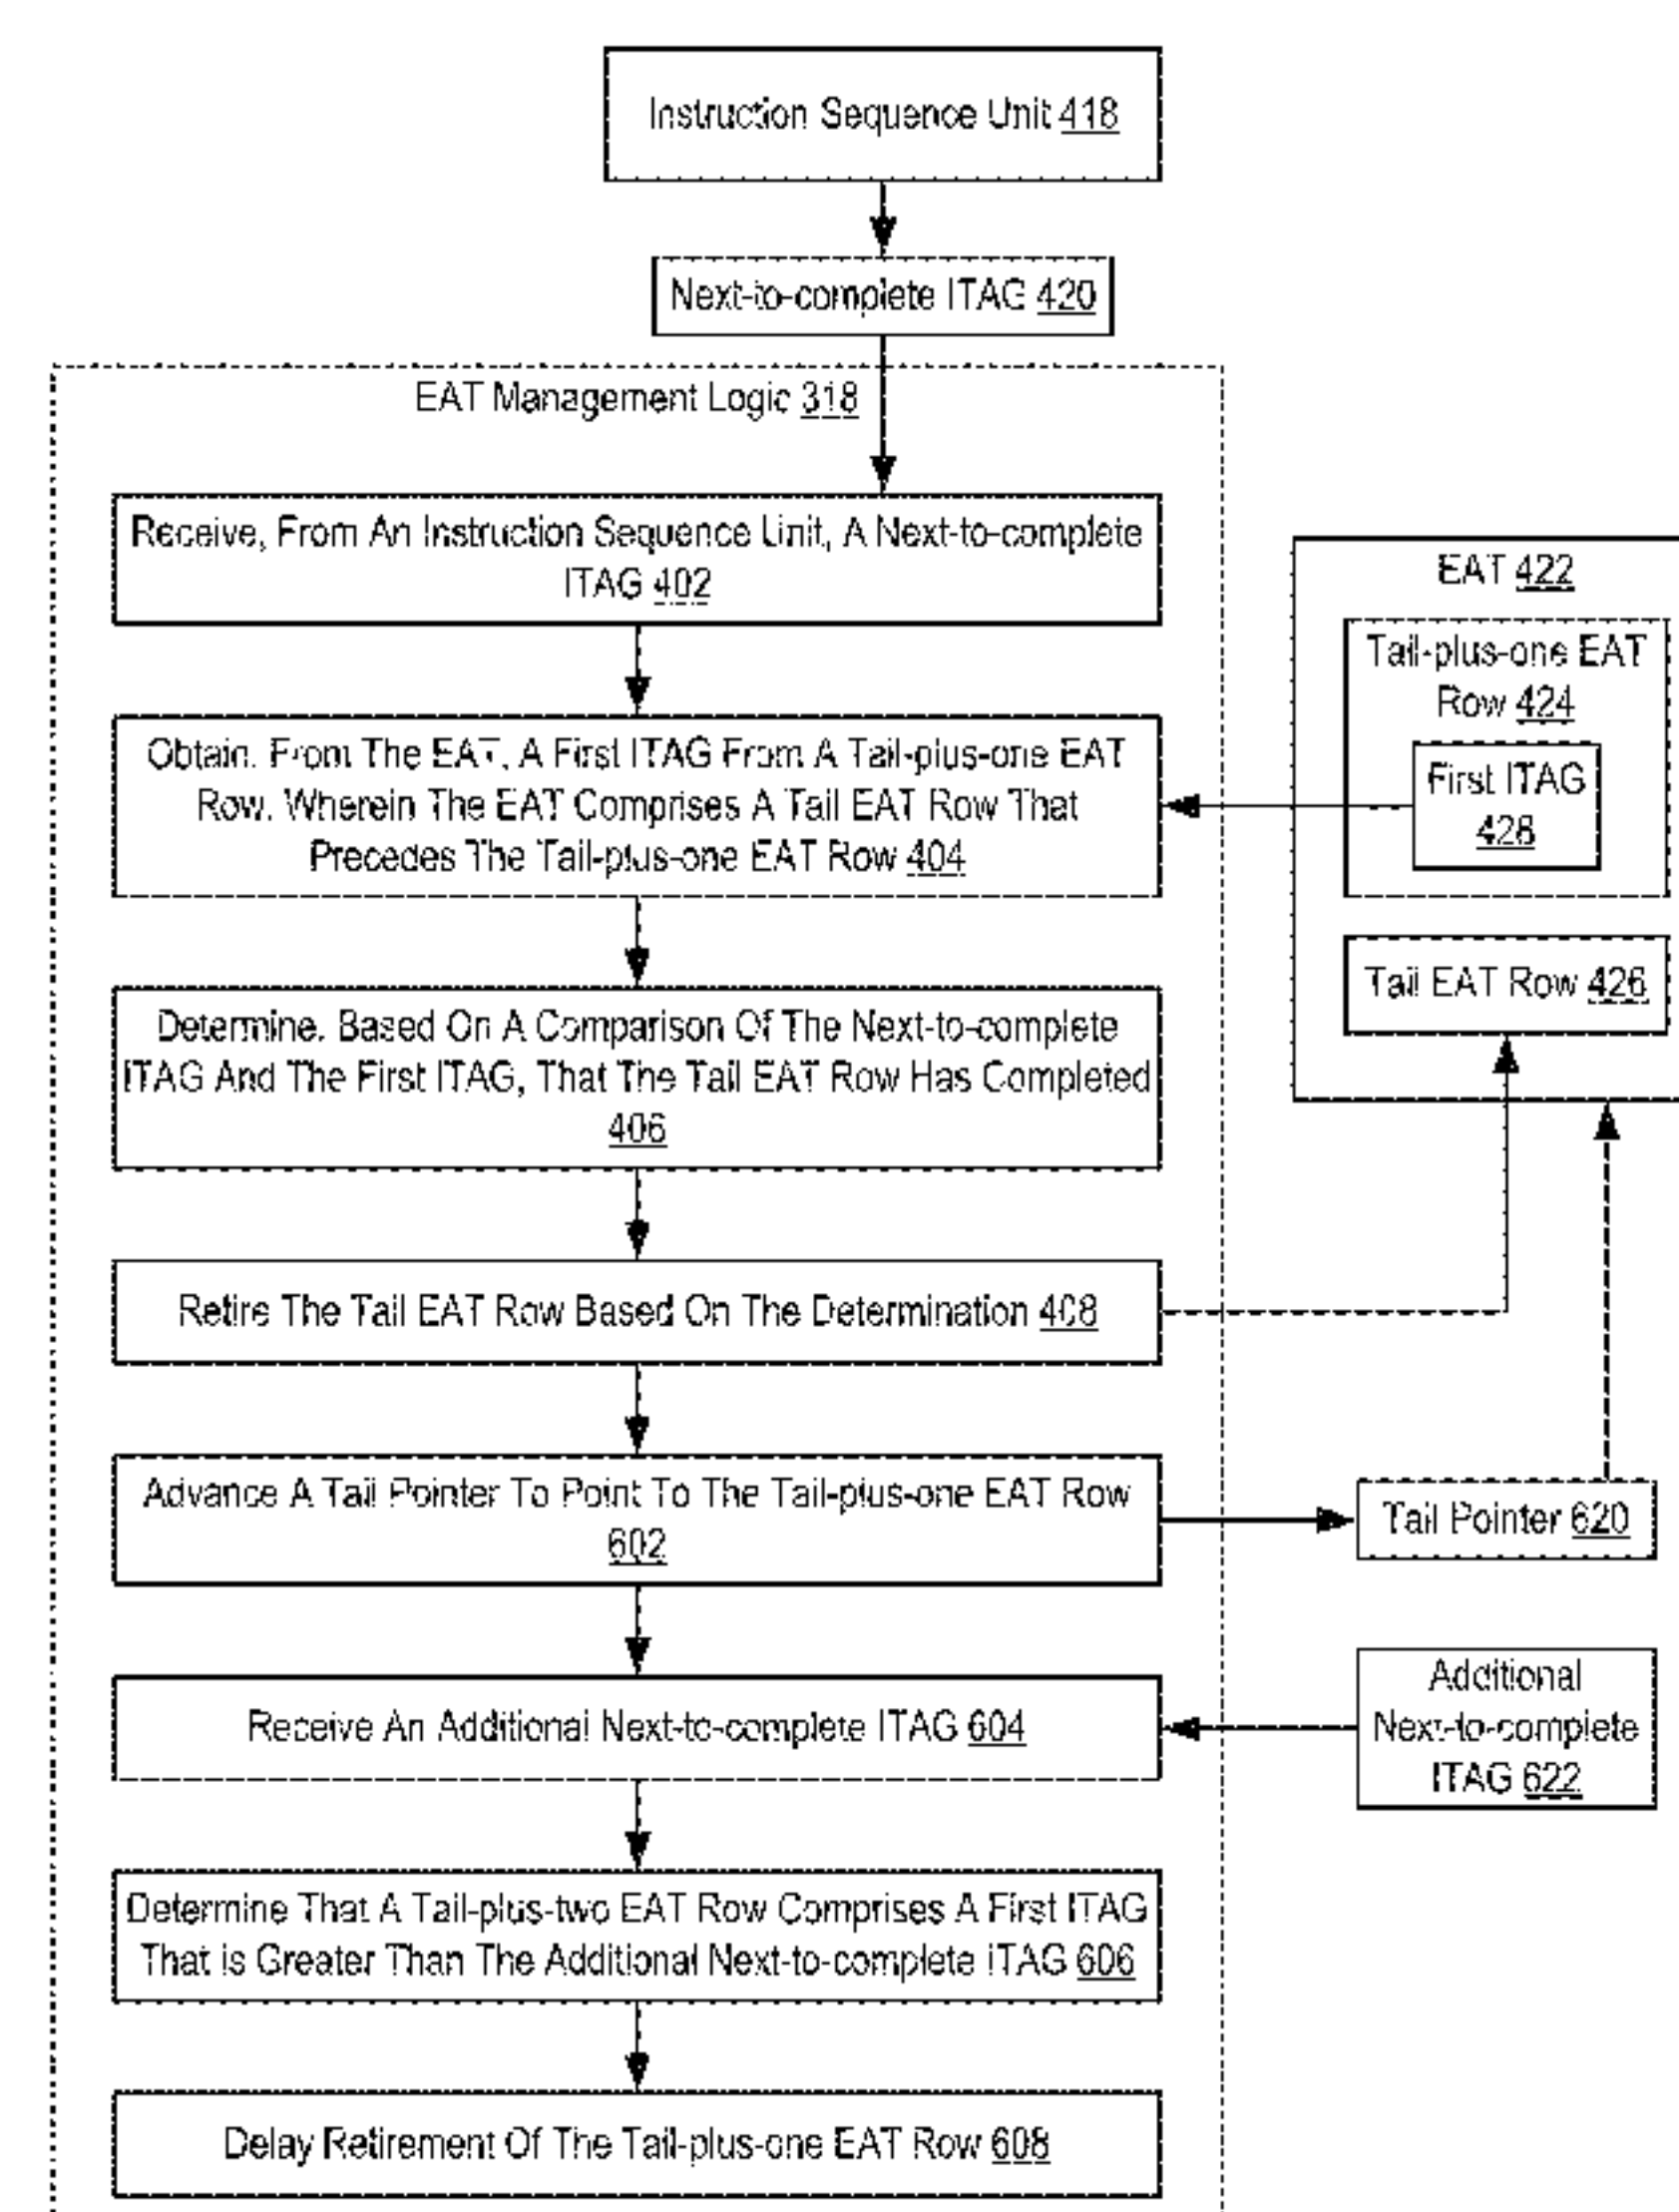 Instruction Sequence Unit 418
Next-to-complete ITAG 420
EAT Management Logic 318
Receive, From An Instruction Sequence Unit, A Next-to-complete
ITAG 402
EAT 422
Tail-plus-one EAT
Row 424
First ITAG
428
Obtain, From The EAT, A First ITAG From A Tail-plus-one EAT
Row, Wherein The EAT Comprises A Tail EAT Row That
Precedes The Tail-plus-one EAT Row 404
Tail EAT Row 426
Determine, Based On A Comparison Of The Next-to-complete
ITAG And The First ITAG, That The Tail EAT Row Has Completed
406
Retire The Tail EAT Row Based On The Determination 408
Advance A Tail Pointer To Point To The Tail-plus-one EAT Row
602
Tail Pointer 620
Receive An Additional Next-to-complete ITAG 604
Additional
Next-to-complete
ITAG 622
Determine That A Tail-plus-two EAT Row Comprises A First ITAG
That is Greater Than The Additional Next-to-complete ITAG 606
Delay Retirement Of The Tail-plus-one EAT Row 608